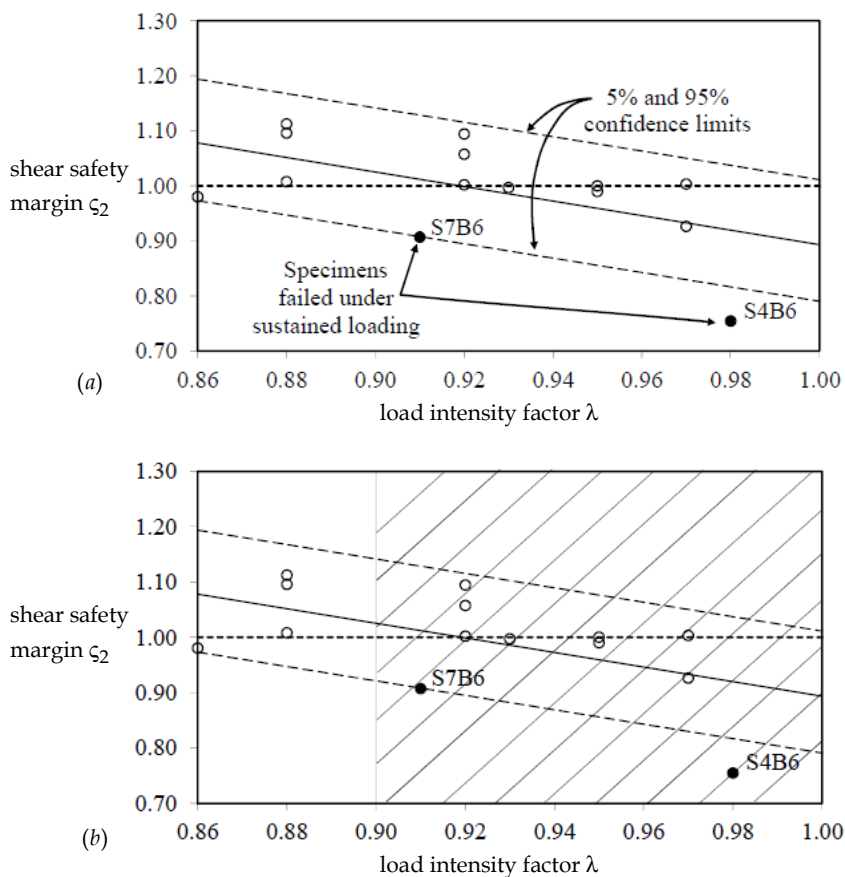 1.30
1.20
5% and 95%
confidence limits
1.10
shear safety
margin ς2
1.00
S7B6
0.90
Specimens
failed under
sustained loading
S4B6
0.80
0.70
(a)
0.86 0.88 0.90 0.92 0.94 0.96 0.98 1.00
load intensity factor λ
1.30
1.20
1.10
shear safety
margin ς2
1.00
S7B6
0.90
0.80
S4B6
0.70
(b)
0.86 0.88 0.90 0.92 0.94 0.96 0.98 1.00
load intensity factor λ